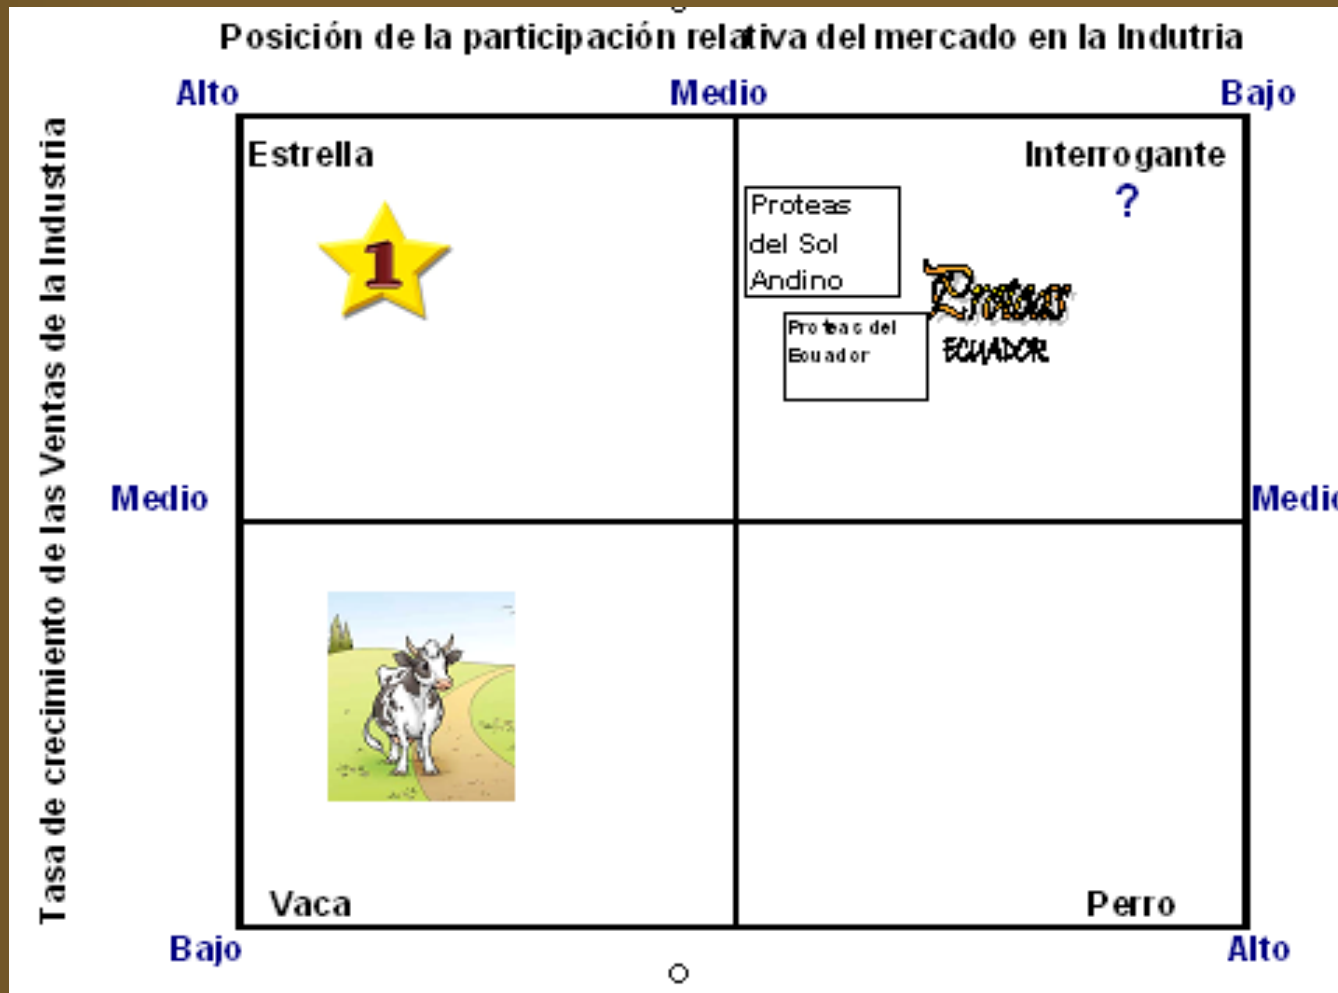 Posición de la participación relativa del mercado en la Indutria
Alto Medio Bajo
Tasa de crecimiento de las Ventas de la Industria
Estrella
1
Interrogante
?
Proteas
del Sol
Andino
Proteas
ECUADOR
Proteas del
Ecuador
Medio
Medio
Vaca
Perro
Bajo
Alto